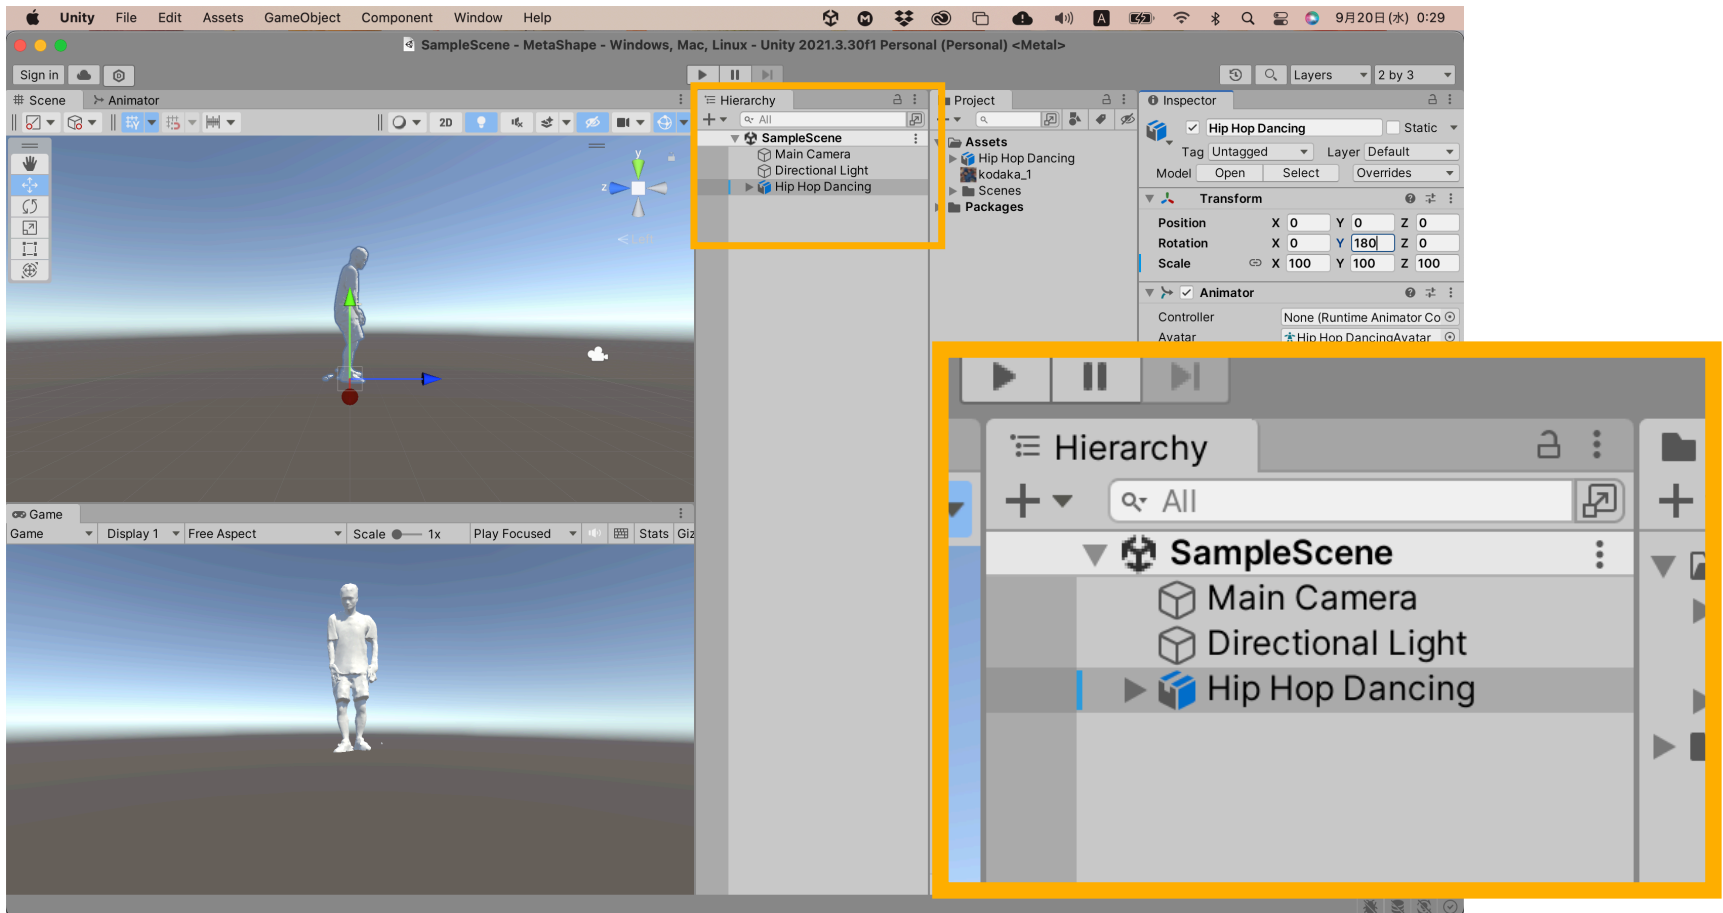 Unity File Edit Assets GameObject Component Window Help 9月20日(水) 0:29
SampleScene - MetaShape - Windows, Mac, Linux - Unity 2021.3.30f1 Personal (Personal) <Metal>
Sign in Layers 2 by 3
Scene Animator
2D
y
z
Left
Hierarchy
All
SampleScene
Main Camera
Directional Light
Hip Hop Dancing
Project
Assets
Hip Hop Dancing
kodaka_1
Scenes
Packages
Inspector
Hip Hop Dancing Static
Tag Untagged Layer Default
Model Open Select Overrides
Transform
Position X 0 Y 0 Z 0
Rotation X 0 Y 180 Z 0
Scale X 100 Y 100 Z 100
Animator
Controller None (Runtime Animator Co
Avatar Hip Hop DancingAvatar
Game
Game Display 1 Free Aspect Scale 1x Play Focused Stats Giz
Hierarchy
All
SampleScene
Main Camera
Directional Light
Hip Hop Dancing